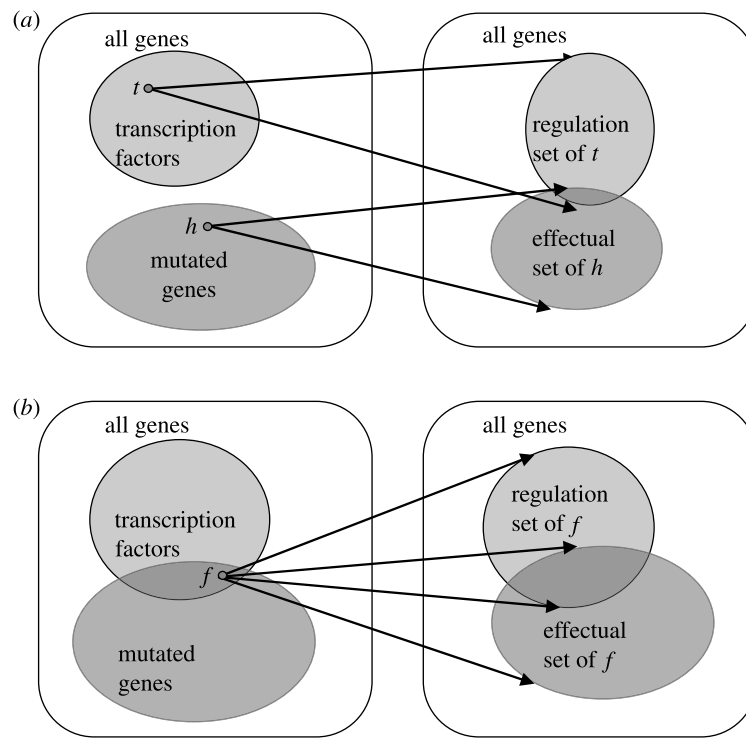 (a)
all genes
t
transcription
factors
h
mutated
genes
all genes
regulation
set of t
effectual
set of h
(b)
all genes
transcription
factors
f
mutated
genes
all genes
regulation
set of f
effectual
set of f